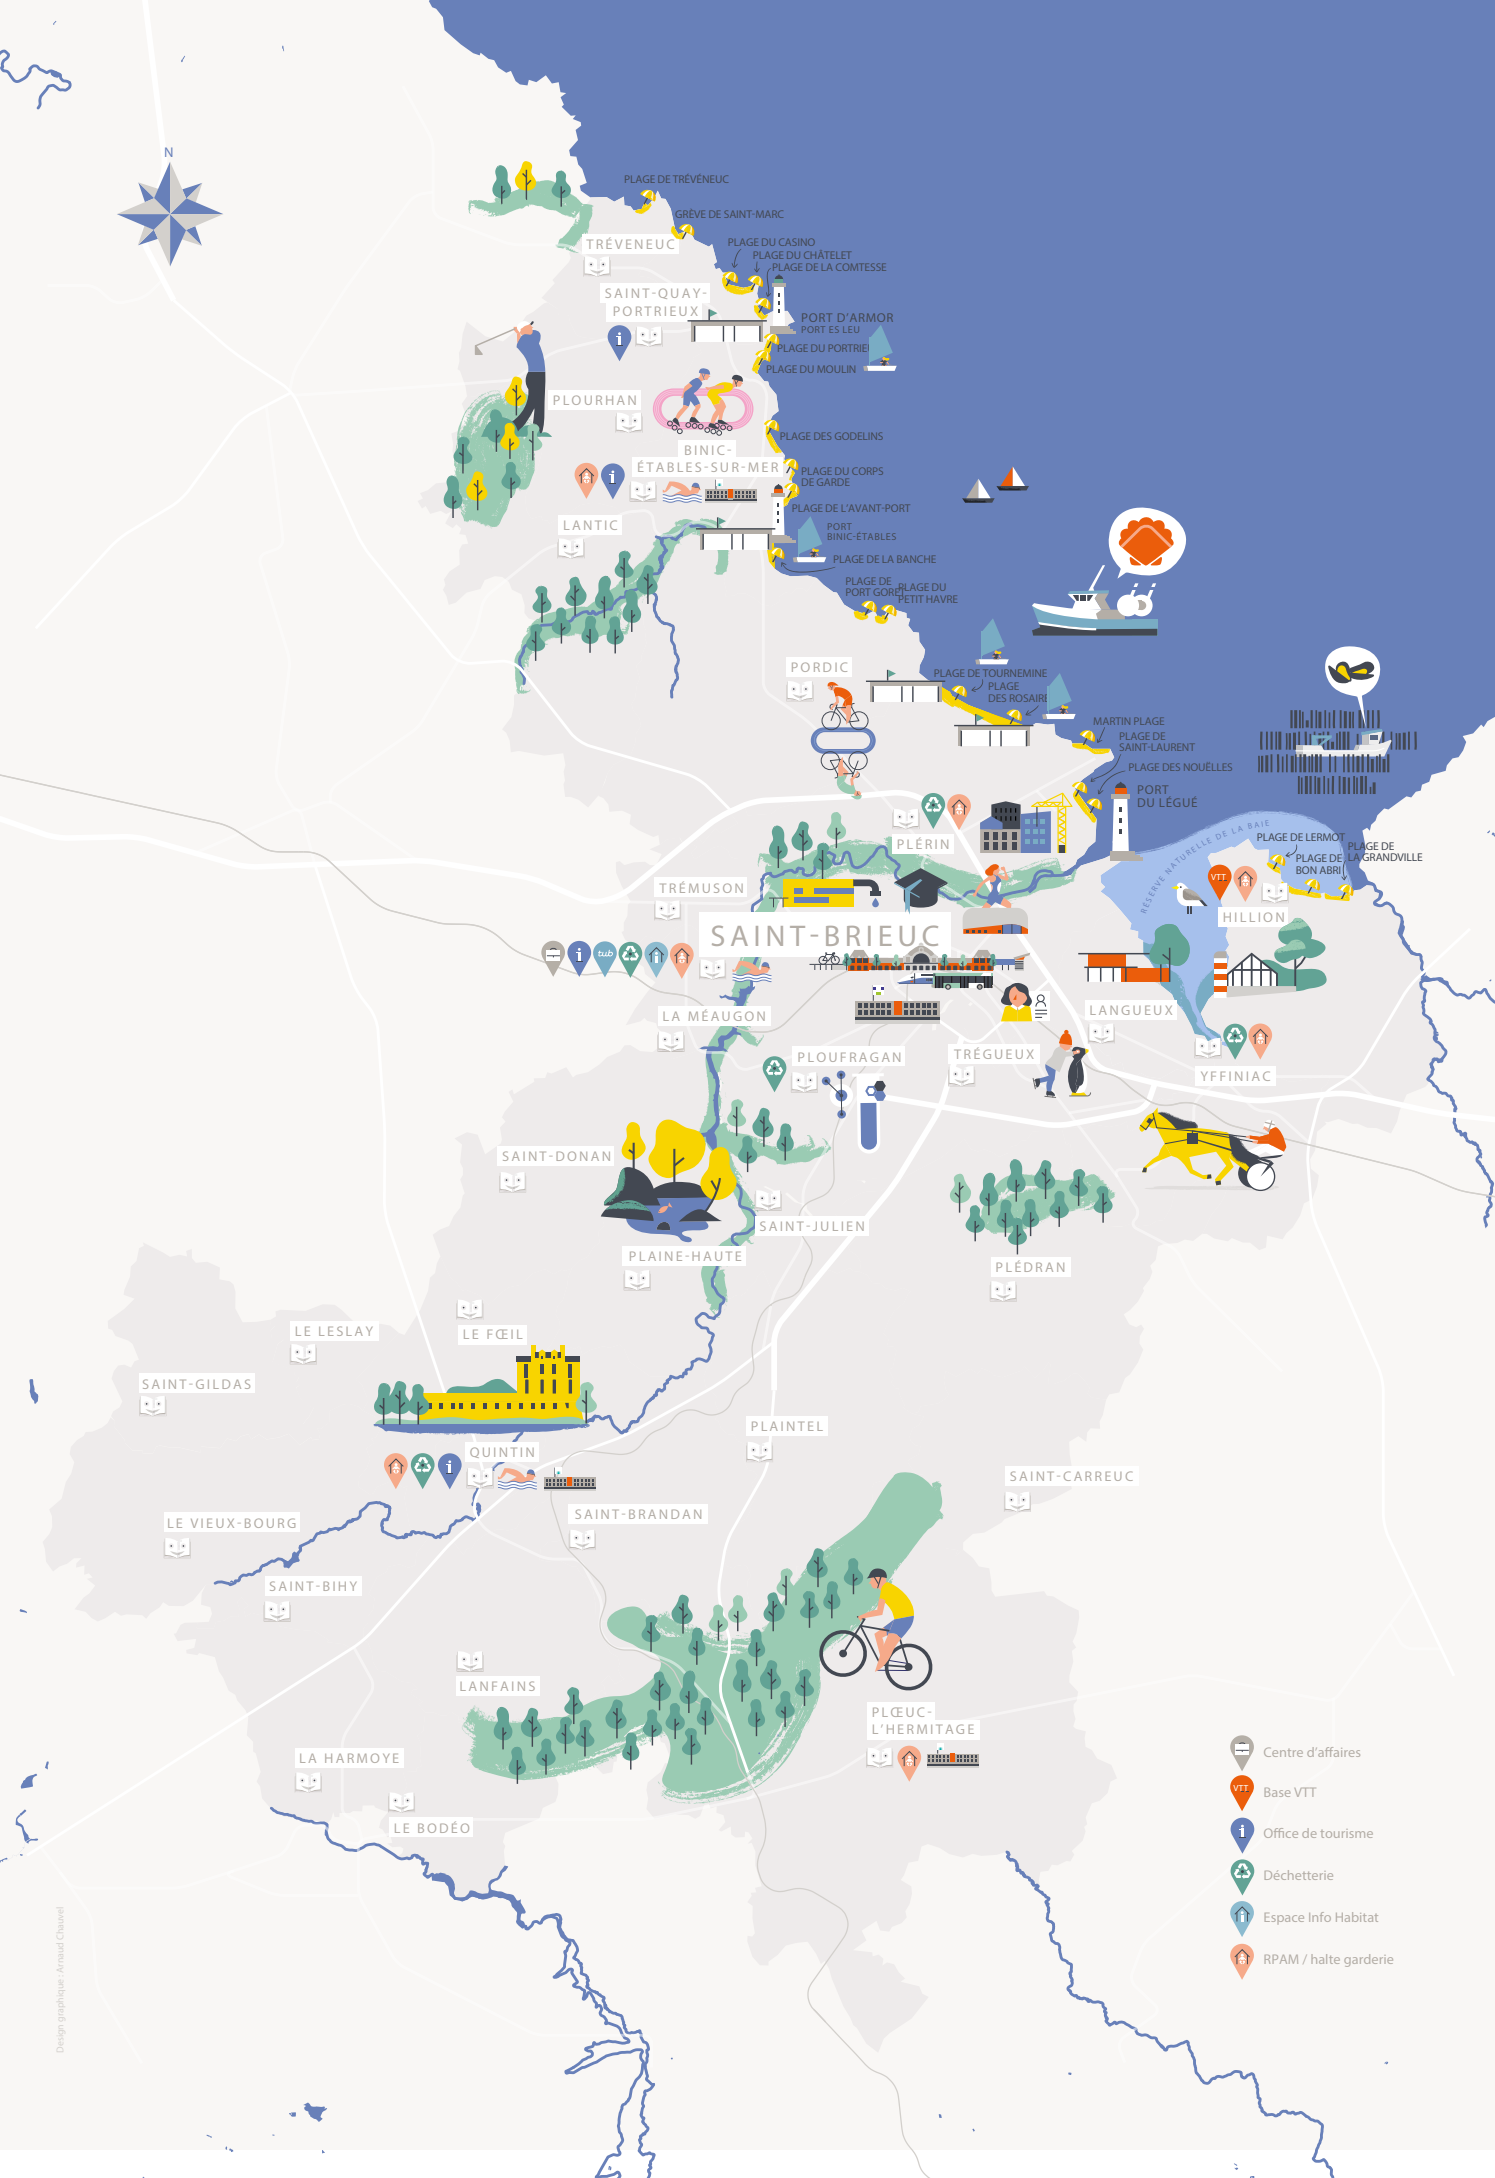 N
PLAGE DE TRÉVÉNEUC
GRÈVE DE SAINT-MARC
TRÉVENEUC
PLAGE DU CASINO
PLAGE DU CHÂTELET
PLAGE DE LA COMTESSE
SAINT-QUAY-
PORTRIEUX
PORT D'ARMOR
PORT ES LEU
PLAGE DU PORTRIE
PLAGE DU MOULIN
PLOURHAN
PLAGE DES GODELINS
BINIC-
ÉTABLES-SUR-MER
PLAGE DU CORPS
DE GARDE
PLAGE DE L'AVANT-PORT
LANTIC
PORT
BINIC-ÉTABLES
PLAGE DE LA BANCHE
PLAGE DE
PORT GORET
PLAGE DU
PETIT HAVRE
PORDIC
PLAGE DE TOURNEMINE
PLAGE
DES ROSAIRE
MARTIN PLAGE
PLAGE DE
SAINT-LAURENT
PLAGE DES NOUËLLES
PORT
DU LÉGUÉ
PLÉRIN
RÉSERVE NATURELLE DE LA BAIE
PLAGE DE LERMOT
PLAGE DE
LA GRANDVILLE
PLAGE DE
BON ABRI
VTT
HILLION
TRÉMUSON
SAINT-BRIEUC
i
tub
i
LA MÉAUGON
LANGUEUX
PLOUFRAGAN
TRÉGUEUX
YFFINIAC
SAINT-DONAN
SAINT-JULIEN
PLAINE-HAUTE
PLÉDRAN
LE LESLAY
LE FŒIL
SAINT-GILDAS
PLAINTEL
QUINTIN
i
SAINT-CARREUC
SAINT-BRANDAN
LE VIEUX-BOURG
SAINT-BIHY
LANFAINS
PLŒUC-
L'HERMITAGE
LA HARMOYE
LE BODÉO
Centre d'affaires
VTT
Base VTT
i
Office de tourisme
Déchetterie
i
Espace Info Habitat
RPAM / halte garderie
Design graphique : Arnaud Chauvel